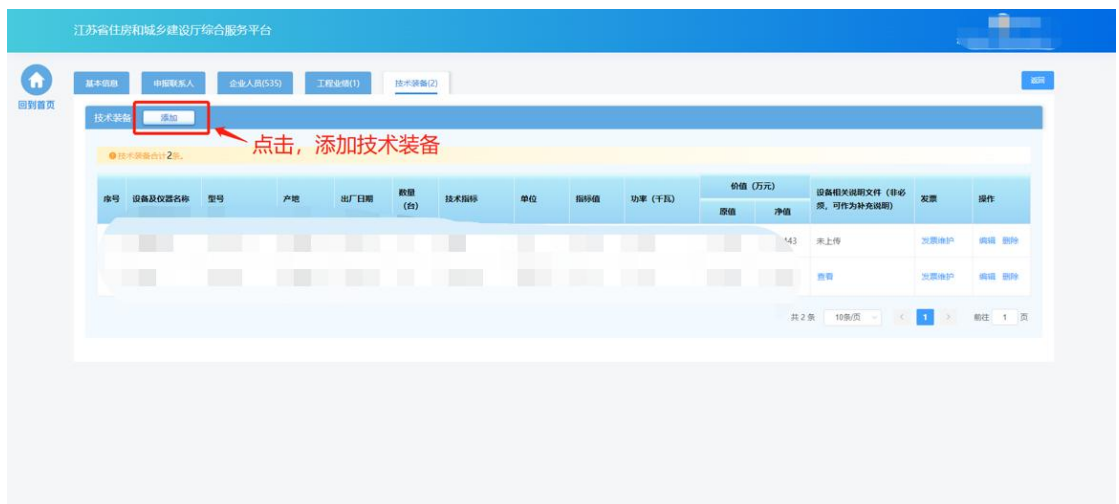 江苏省住房和城乡建设厅综合服务平台
回到首页
基本信息 申报联系人 企业人员(535) 工程业绩(1) 技术装备(2) 返回
技术装备 添加
点击，添加技术装备
技术装备合计2条。
序号 设备及仪器名称 型号 产地 出厂日期 数量（台） 技术指标 单位 指标值 功率（千瓦） 价值（万元） 原值 净值 设备相关说明文件（非必须，可作为补充说明） 发票 操作
443 未上传 发票维护 编辑 删除
查看 发票维护 编辑 删除
共 2 条 10条/页 1 前往 1 页